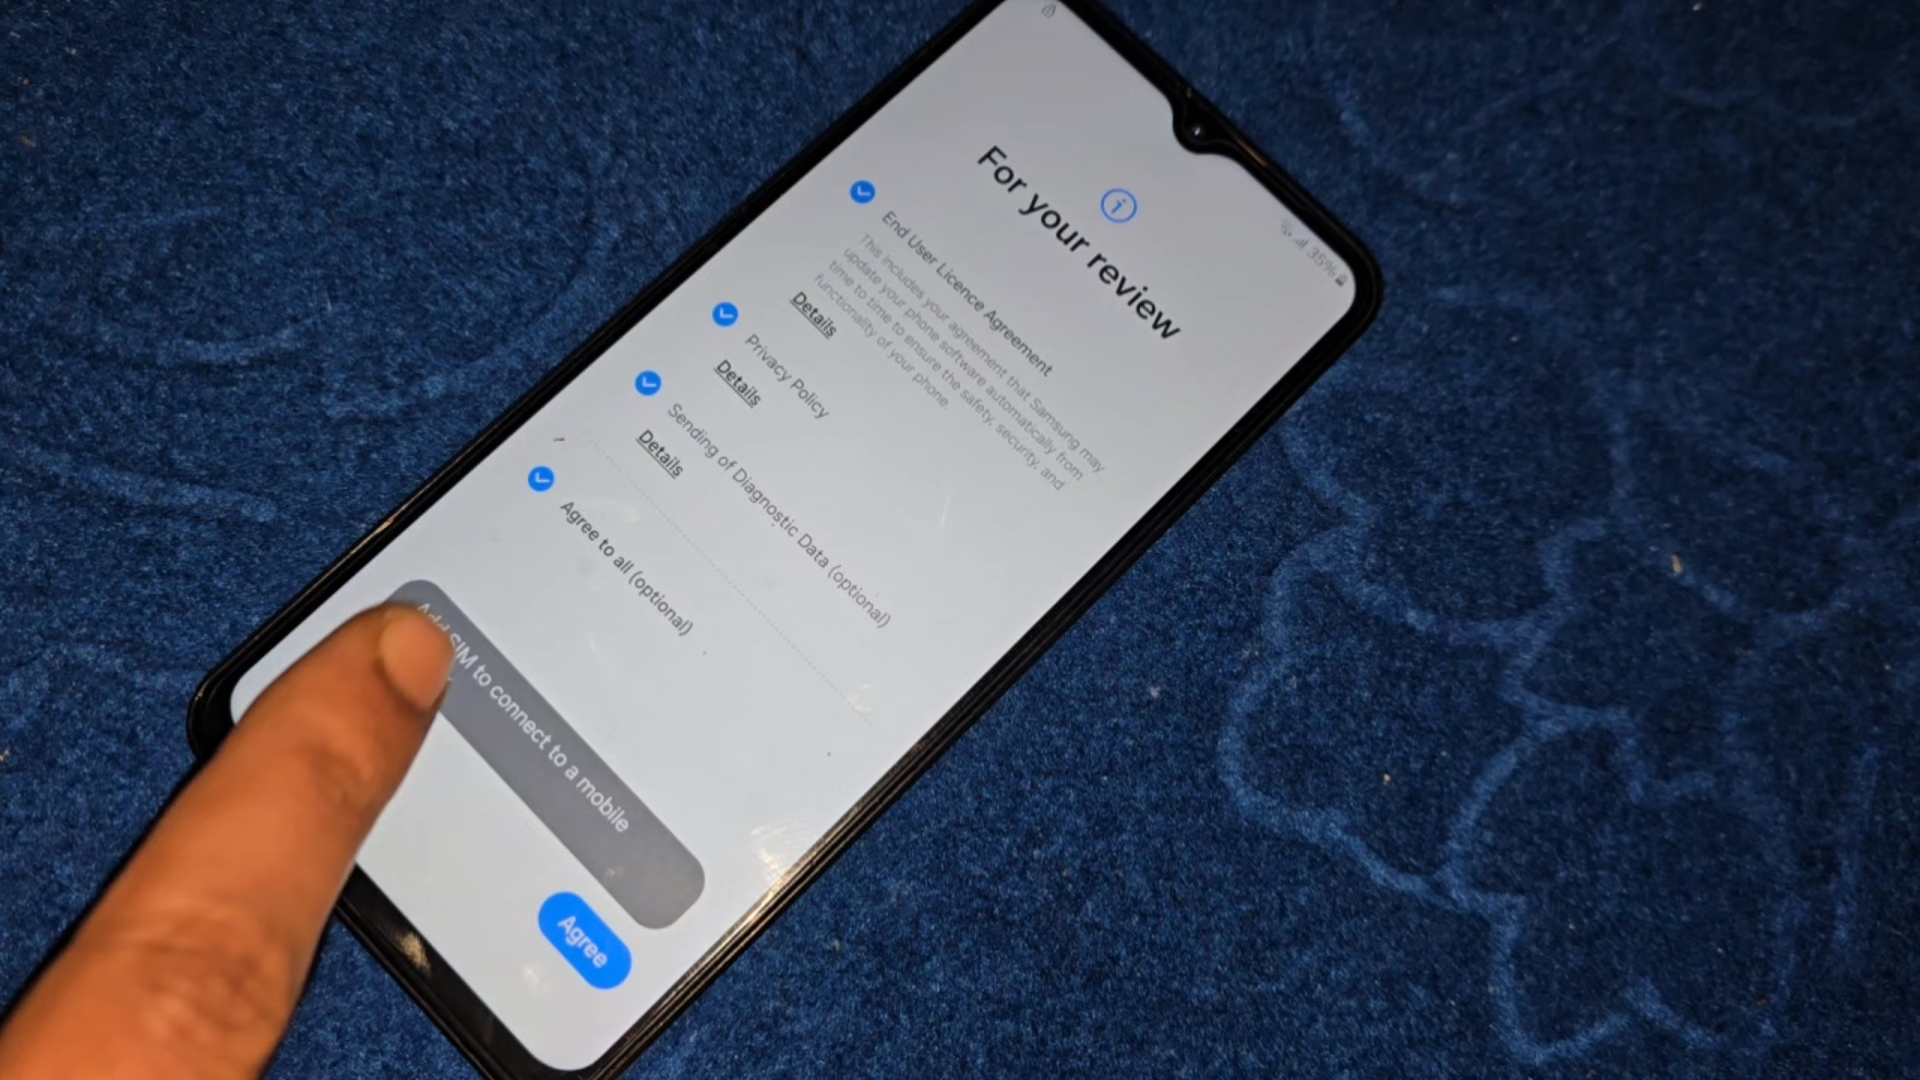 35%
For your review
End User Licence Agreement
This includes your agreement that Samsung may
update your phone software automatically from
time to time to ensure the safety, security, and
functionality of your phone.
Details
Privacy Policy
Details
Sending of Diagnostic Data (optional)
Details
Agree to all (optional)
Add SIM to connect to a mobile
Agree